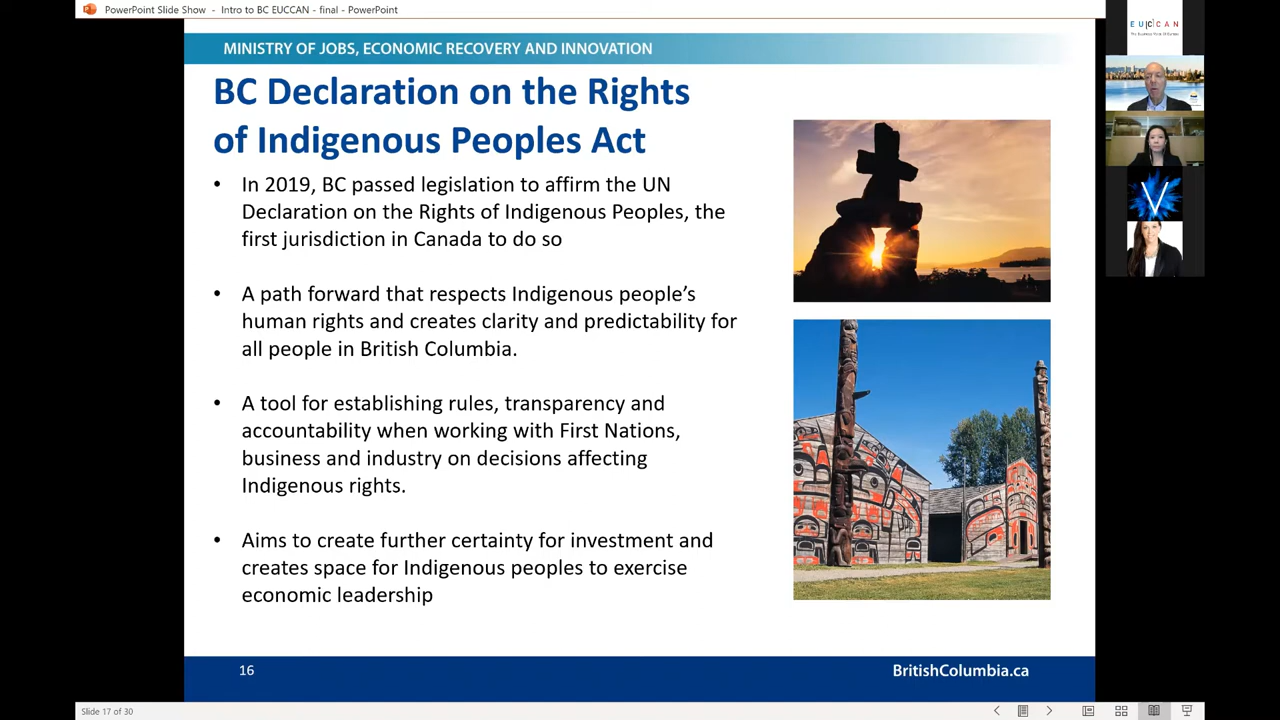 PowerPoint Slide Show - Intro to BC EUCCAN - final - PowerPoint
EUCCAN
MINISTRY OF JOBS, ECONOMIC RECOVERY AND INNOVATION
BC Declaration on the Rights
of Indigenous Peoples Act
• In 2019, BC passed legislation to affirm the UN
Declaration on the Rights of Indigenous Peoples, the
first jurisdiction in Canada to do so
• A path forward that respects Indigenous people’s
human rights and creates clarity and predictability for
all people in British Columbia.
• A tool for establishing rules, transparency and
accountability when working with First Nations,
business and industry on decisions affecting
Indigenous rights.
• Aims to create further certainty for investment and
creates space for Indigenous peoples to exercise
economic leadership
16
BritishColumbia.ca
Slide 17 of 30
V